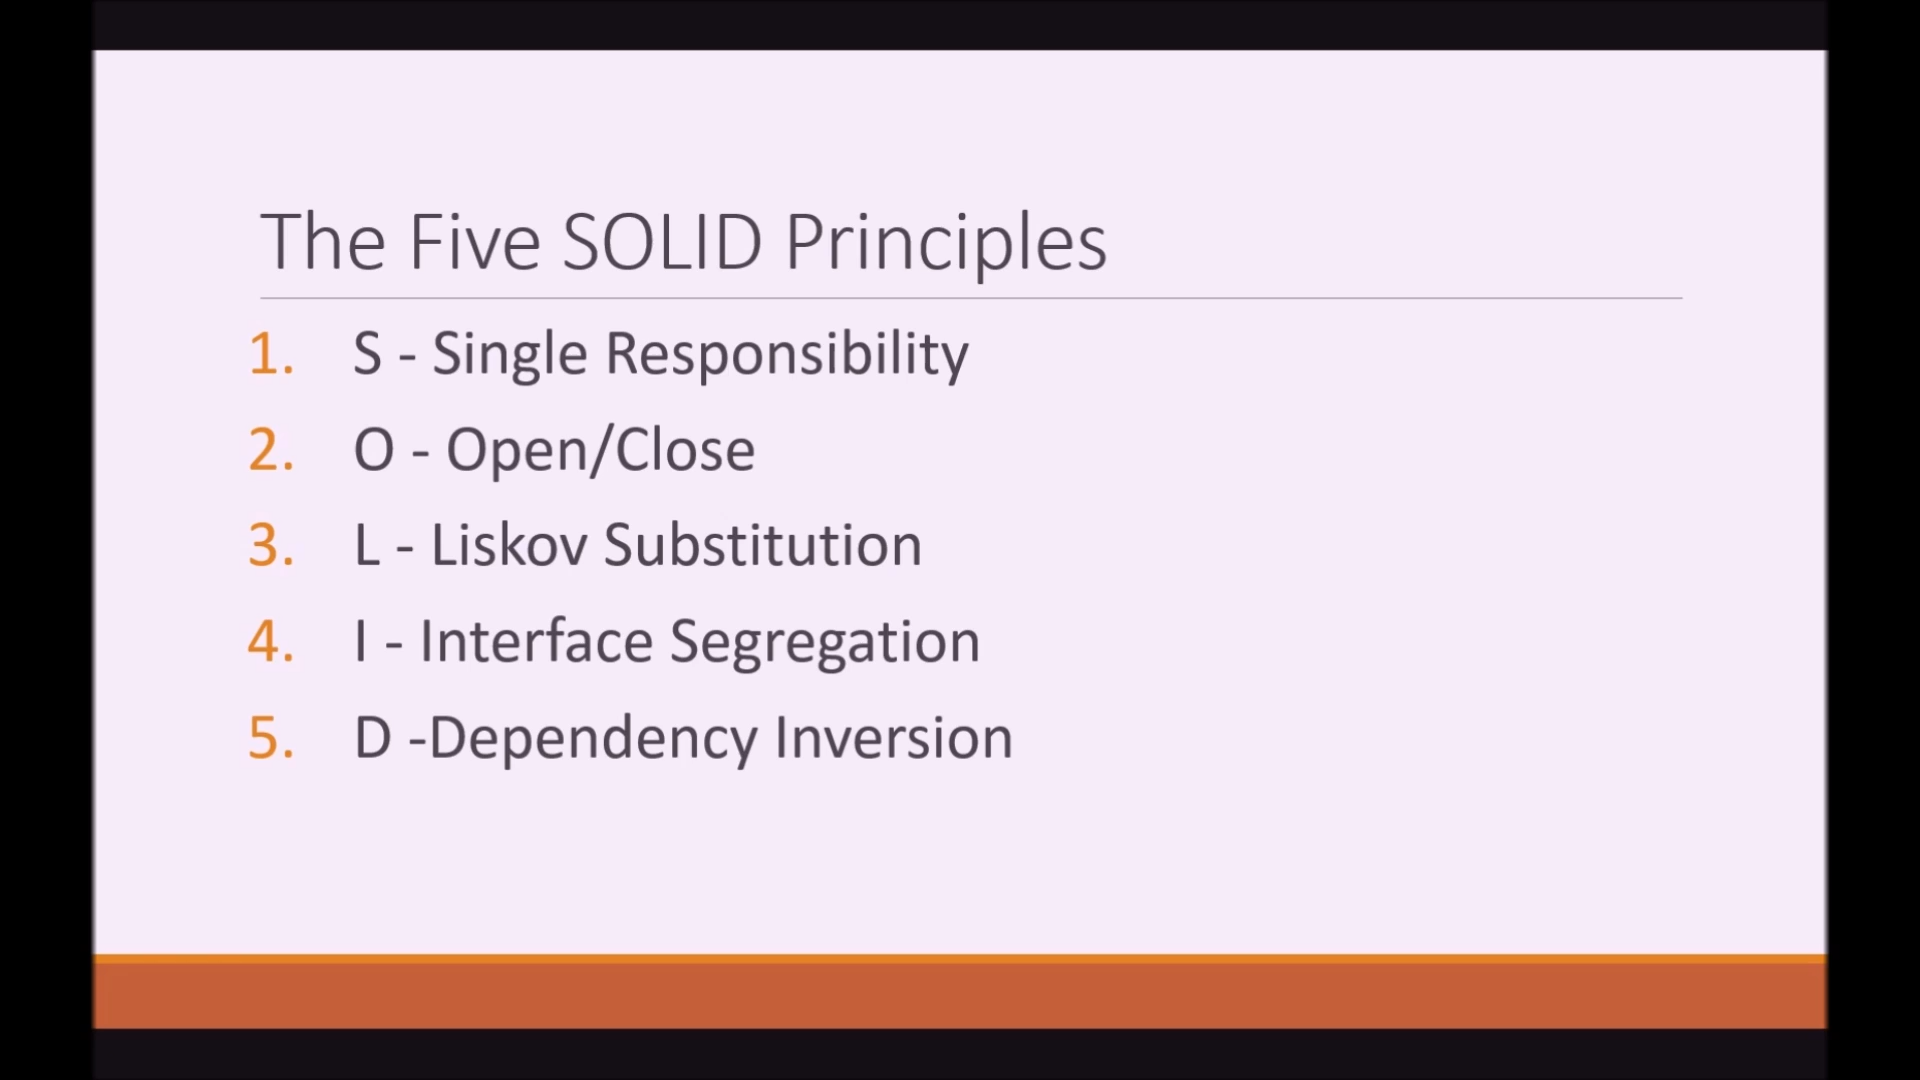 The Five SOLID Principles
1. S - Single Responsibility
2. O - Open/Close
3. L - Liskov Substitution
4. I - Interface Segregation
5. D -Dependency Inversion